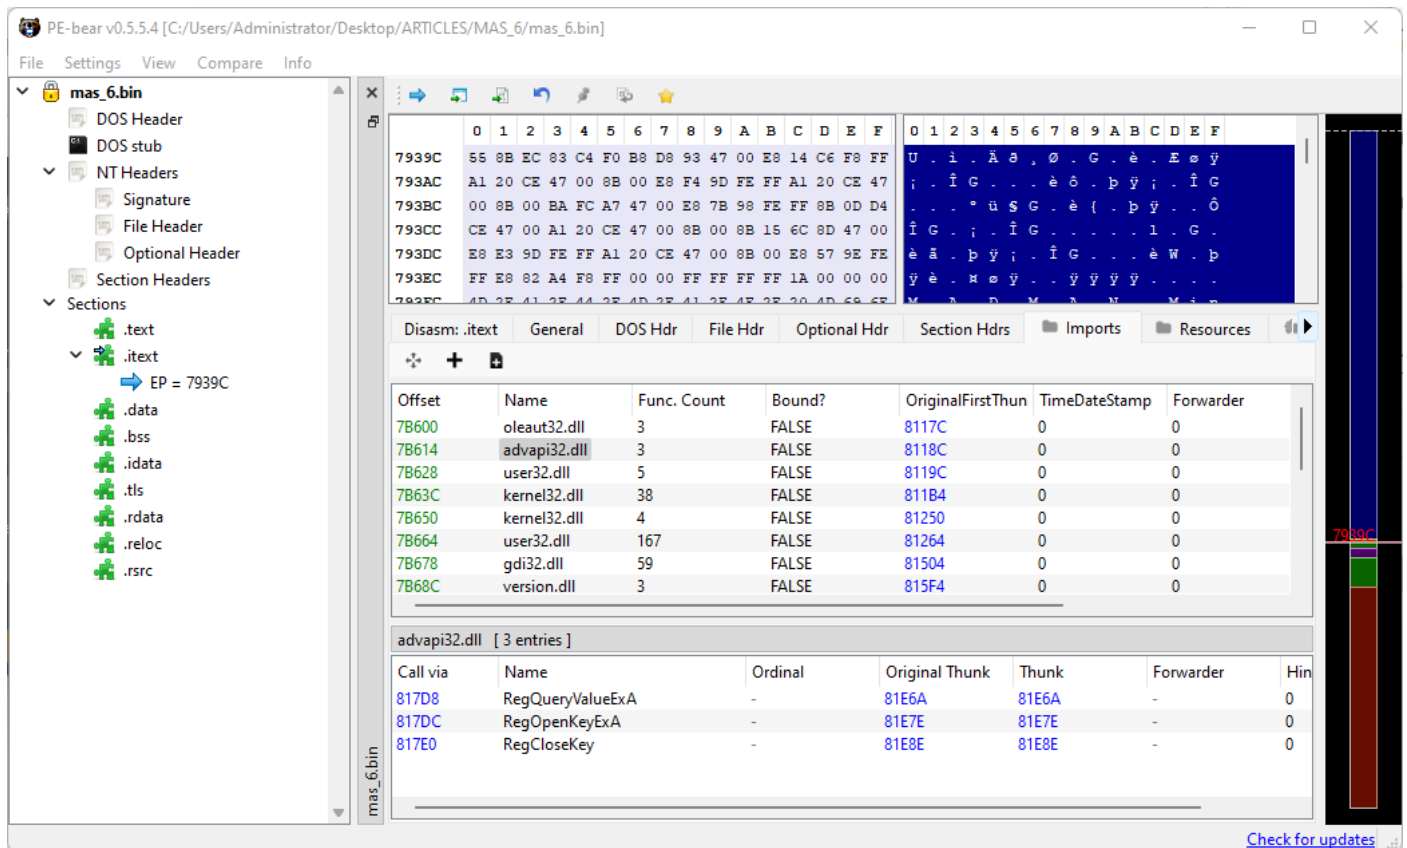 PE-bear v0.5.5.4 [C:/Users/Administrator/Desktop/ARTICLES/MAS_6/mas_6.bin]
File Settings View Compare Info
mas_6.bin
DOS Header
DOS stub
NT Headers
Signature
File Header
Optional Header
Section Headers
Sections
.text
.itext
EP = 7939C
.data
.bss
.idata
.tls
.rdata
.reloc
.rsrc
mas_6.bin
0 1 2 3 4 5 6 7 8 9 A B C D E F 0 1 2 3 4 5 6 7 8 9 A B C D E F
7939C 55 8B EC 83 C4 F0 B8 D8 93 47 00 E8 14 C6 F8 FF U . ì . Ä ð ¸ Ø . G . è . Æ ø ÿ
793AC A1 20 CE 47 00 8B 00 E8 F4 9D FE FF A1 20 CE 47 ¡ . Î G . . . è ô . þ ÿ ¡ . Î G
793BC 00 8B 00 BA FC A7 47 00 E8 7B 98 FE FF 8B 0D D4 . . . º ü § G . è { . þ ÿ . . Ô
793CC CE 47 00 A1 20 CE 47 00 8B 00 8B 15 6C 8D 47 00 Î G . ¡ . Î G . . . . . l . G .
793DC E8 E3 9D FE FF A1 20 CE 47 00 8B 00 E8 57 9E FE è ã . þ ÿ ¡ . Î G . . . è W . þ
793EC FF E8 82 A4 F8 FF 00 00 FF FF FF FF 1A 00 00 00 ÿ è . ¤ ø ÿ . . ÿ ÿ ÿ ÿ . . . .
Disasm: .itext General DOS Hdr File Hdr Optional Hdr Section Hdrs Imports Resources
Offset Name Func. Count Bound? OriginalFirstThun TimeDateStamp Forwarder
7B600 oleaut32.dll 3 FALSE 8117C 0 0
7B614 advapi32.dll 3 FALSE 8118C 0 0
7B628 user32.dll 5 FALSE 8119C 0 0
7B63C kernel32.dll 38 FALSE 811B4 0 0
7B650 kernel32.dll 4 FALSE 81250 0 0
7B664 user32.dll 167 FALSE 81264 0 0
7B678 gdi32.dll 59 FALSE 81504 0 0
7B68C version.dll 3 FALSE 815F4 0 0
advapi32.dll [ 3 entries ]
Call via Name Ordinal Original Thunk Thunk Forwarder Hin
817D8 RegQueryValueExA - 81E6A 81E6A - 0
817DC RegOpenKeyExA - 81E7E 81E7E - 0
817E0 RegCloseKey - 81E8E 81E8E - 0
7939C
Check for updates